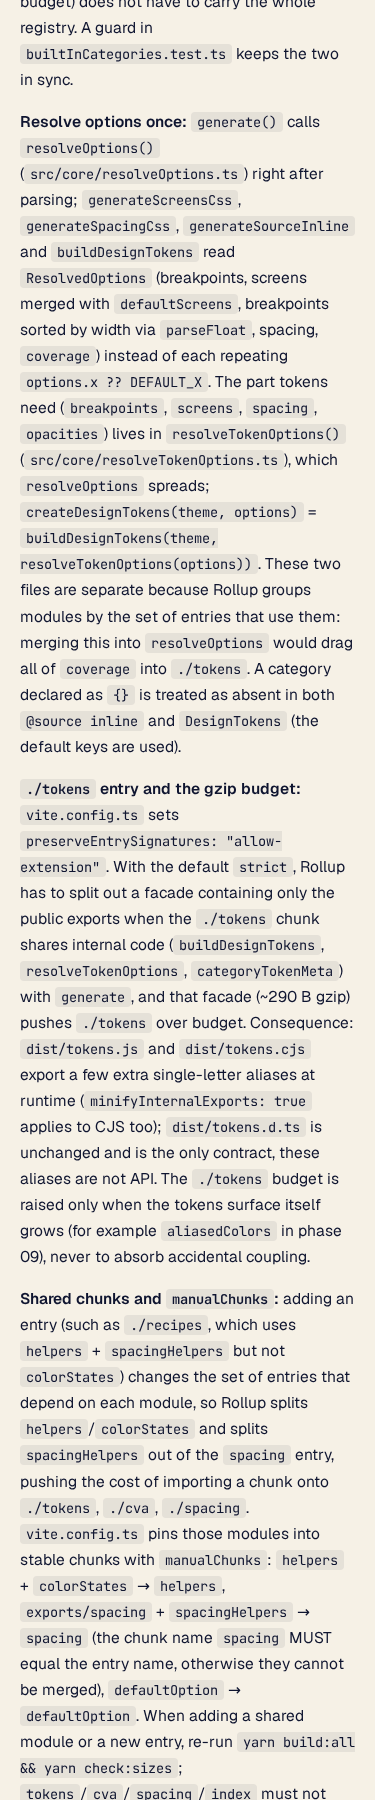 budget) does not have to carry the whole
registry. A guard in
builtInCategories.test.ts keeps the two
in sync.
Resolve options once: generate() calls
resolveOptions()
(src/core/resolveOptions.ts) right after
parsing; generateScreensCss,
generateSpacingCss, generateSourceInline
and buildDesignTokens read
ResolvedOptions (breakpoints, screens
merged with defaultScreens, breakpoints
sorted by width via parseFloat, spacing,
coverage) instead of each repeating
options.x ?? DEFAULT_X. The part tokens
need (breakpoints, screens, spacing,
opacities) lives in resolveTokenOptions()
(src/core/resolveTokenOptions.ts), which
resolveOptions spreads;
createDesignTokens(theme, options) =
buildDesignTokens(theme,
resolveTokenOptions(options)). These two
files are separate because Rollup groups
modules by the set of entries that use them:
merging this into resolveOptions would drag
all of coverage into ./tokens. A category
declared as {} is treated as absent in both
@source inline and DesignTokens (the
default keys are used).
./tokens entry and the gzip budget:
vite.config.ts sets
preserveEntrySignatures: "allow-
extension". With the default strict, Rollup
has to split out a facade containing only the
public exports when the ./tokens chunk
shares internal code (buildDesignTokens,
resolveTokenOptions, categoryTokenMeta)
with generate, and that facade (~290 B gzip)
pushes ./tokens over budget. Consequence:
dist/tokens.js and dist/tokens.cjs
export a few extra single-letter aliases at
runtime (minifyInternalExports: true
applies to CJS too); dist/tokens.d.ts is
unchanged and is the only contract, these
aliases are not API. The ./tokens budget is
raised only when the tokens surface itself
grows (for example aliasedColors in phase
09), never to absorb accidental coupling.
Shared chunks and manualChunks: adding an
entry (such as ./recipes, which uses
helpers + spacingHelpers but not
colorStates) changes the set of entries that
depend on each module, so Rollup splits
helpers/colorStates and splits
spacingHelpers out of the spacing entry,
pushing the cost of importing a chunk onto
./tokens, ./cva, ./spacing.
vite.config.ts pins those modules into
stable chunks with manualChunks: helpers
+ colorStates → helpers,
exports/spacing + spacingHelpers →
spacing (the chunk name spacing MUST
equal the entry name, otherwise they cannot
be merged), defaultOption →
defaultOption. When adding a shared
module or a new entry, re-run yarn build:all
&& yarn check:sizes;
tokens/cva/spacing/index must not